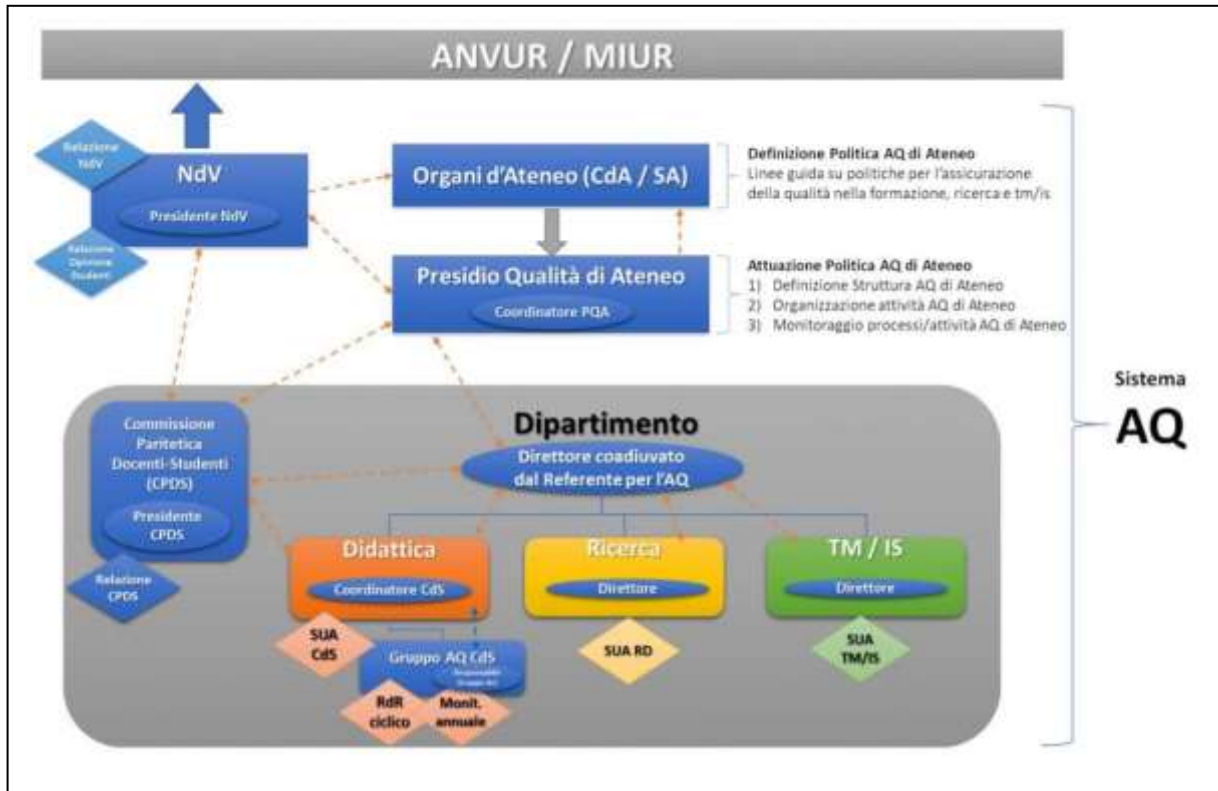 ANVUR / MIUR
Relazione
NdV
NdV
Presidente NdV
Relazione
Opinione
Studenti
Organi d'Ateneo (CdA / SA)
Definizione Politica AQ di Ateneo
Linee guida su politiche per l'assicurazione
della qualità nella formazione, ricerca e tm/is
Presidio Qualità di Ateneo
Coordinatore PQA
Attuazione Politica AQ di Ateneo
1) Definizione Struttura AQ di Ateneo
2) Organizzazione attività AQ di Ateneo
3) Monitoraggio processi/attività AQ di Ateneo
Sistema
AQ
Commissione
Paritetica
Docenti-Studenti
(CPDS)
Presidente
CPDS
Relazione
CPDS
Dipartimento
Direttore coadiuvato
dal Referente per l'AQ
Didattica
Coordinatore CdS
Ricerca
Direttore
TM / IS
Direttore
SUA
CdS
Gruppo AQ CdS
Responsabile
Gruppo AQ
RdR
ciclico
Monit.
annuale
SUA RD
SUA
TM/IS